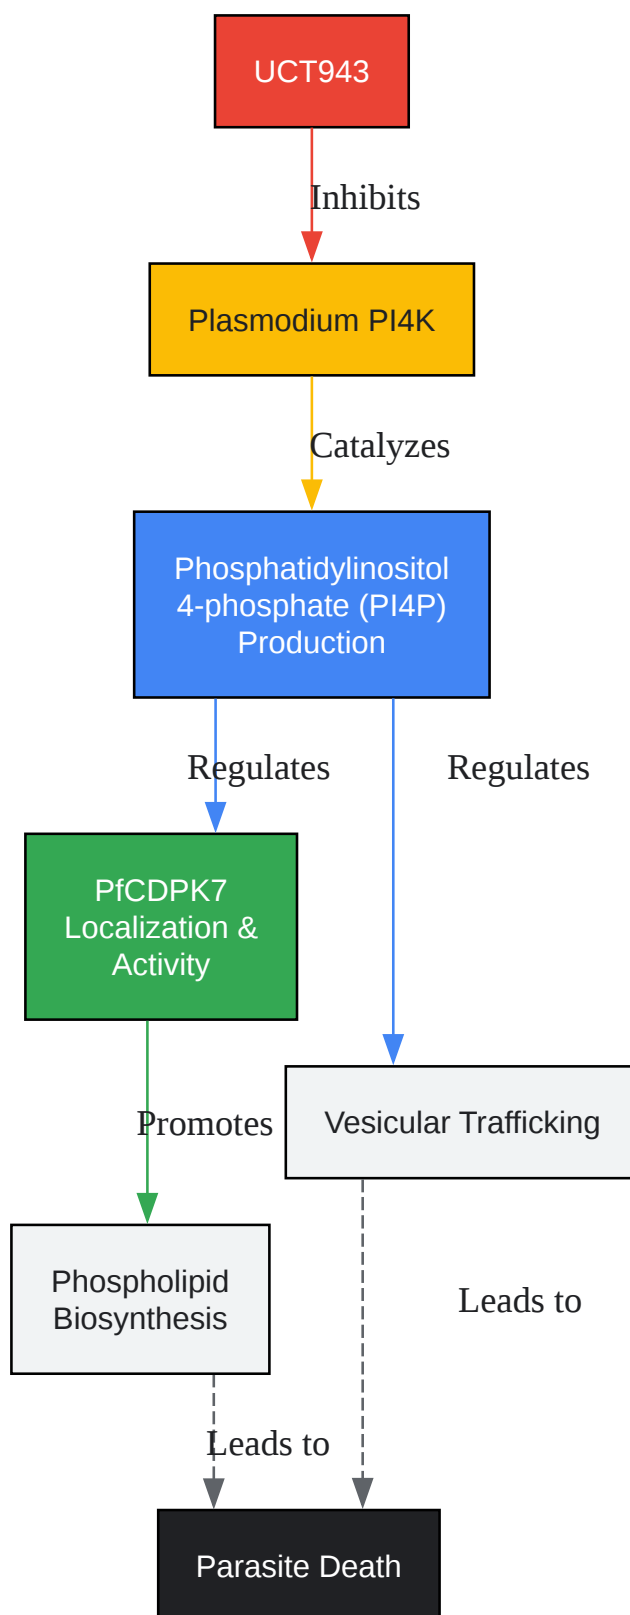 UCT943
Inhibits
Plasmodium PI4K
Catalyzes
Phosphatidylinositol
4-phosphate (PI4P)
Production
Regulates
Regulates
PfCDPK7
Localization &
Activity
Promotes
Vesicular Trafficking
Phospholipid
Biosynthesis
Leads to
Leads to
Parasite Death